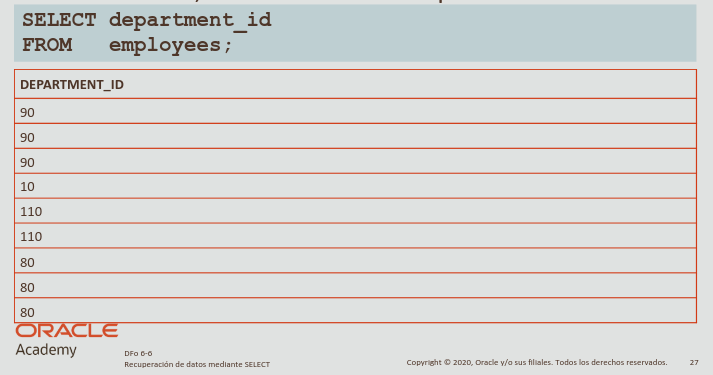 SELECT department_id
FROM employees;
DEPARTMENT_ID
90
90
90
10
110
110
80
80
80
ORACLE
Academy
DFo 6-6
Recuperación de datos mediante SELECT
Copyright © 2020, Oracle y/o sus filiales. Todos los derechos reservados.
27